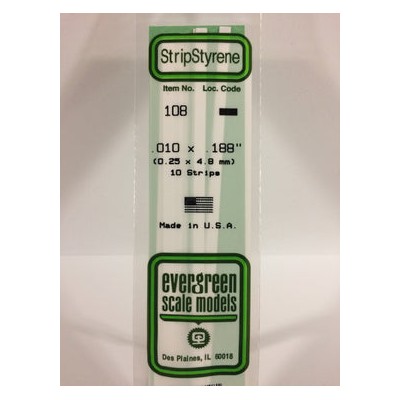 StripStyrene
Item No. Loc. Code
108
.010 x .188"
(0.25 x 4.8 mm)
10 Strips
Made in U.S.A.
evergreen
scale models
Des Plaines, IL 60018